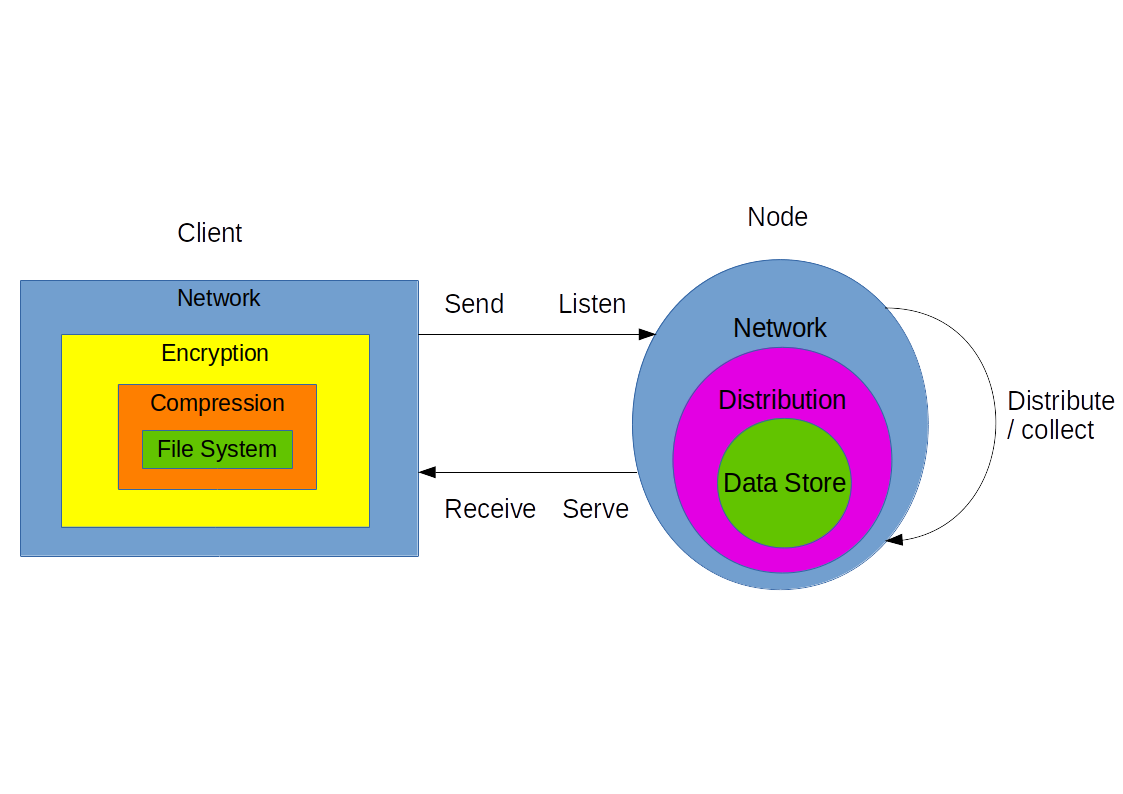 Client
Network
Encryption
Compression
File System
Send
Listen
Receive
Serve
Node
Network
Distribution
Data Store
Distribute
/ collect